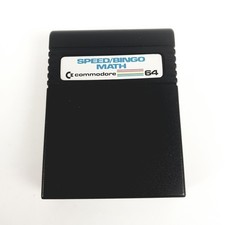 SPEED/BINGO
MATH
commodore 64